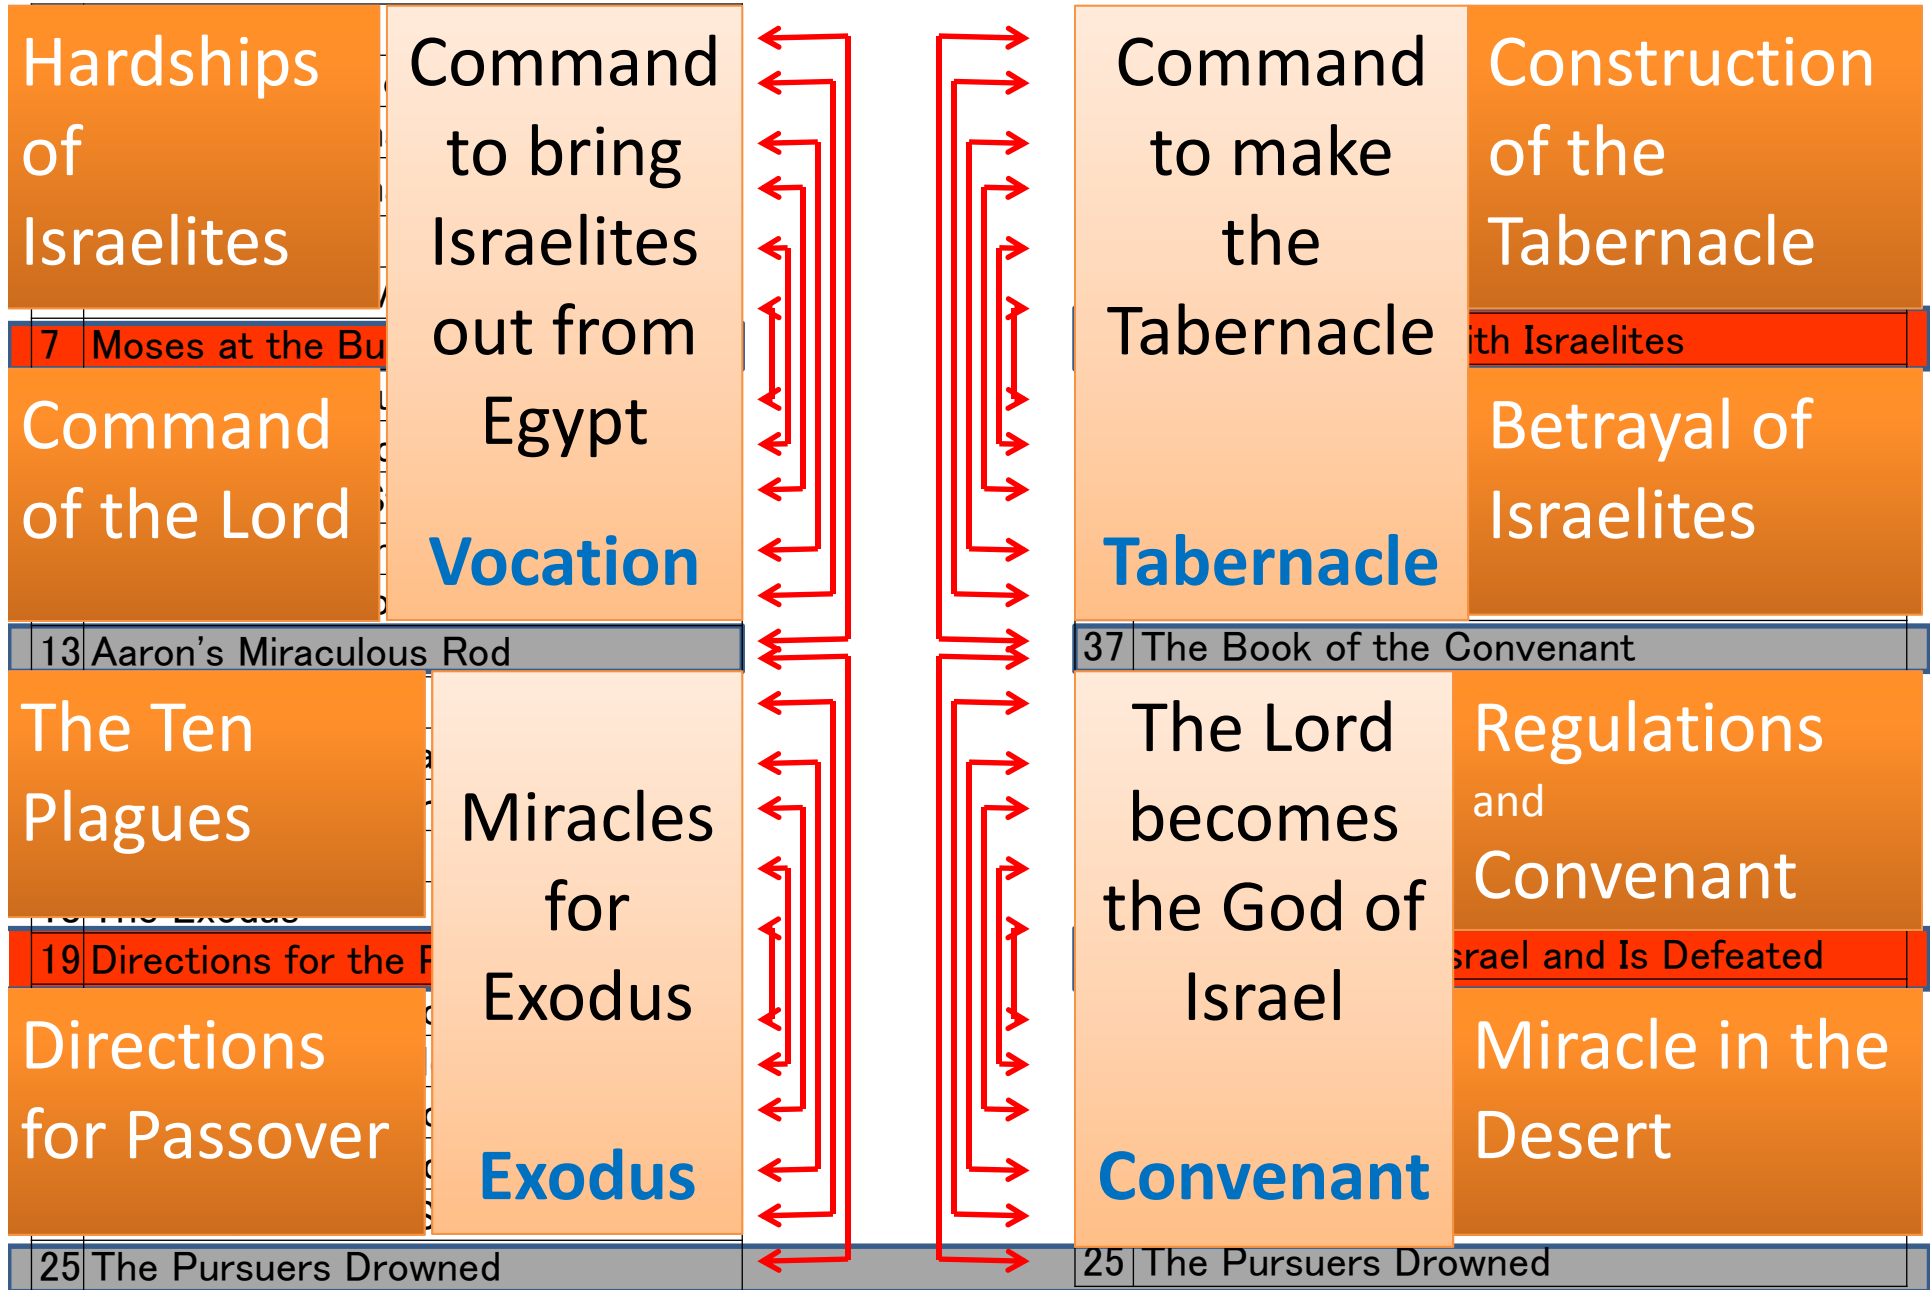 Hardships
of
Israelites
Command
to bring
Israelites
out from
Egypt
Vocation
7 Moses at the Bu
Command
of the Lord
13 Aaron's Miraculous Rod
The Ten
Plagues
Miracles
for
Exodus
Exodus
19 Directions for the
Directions
for Passover
25 The Pursuers Drowned
Command
to make
the
Tabernacle
Tabernacle
Construction
of the
Tabernacle
ith Israelites
Betrayal of
Israelites
37 The Book of the Convenant
The Lord
becomes
the God of
Israel
Convenant
Regulations
and
Convenant
srael and Is Defeated
Miracle in the
Desert
25 The Pursuers Drowned